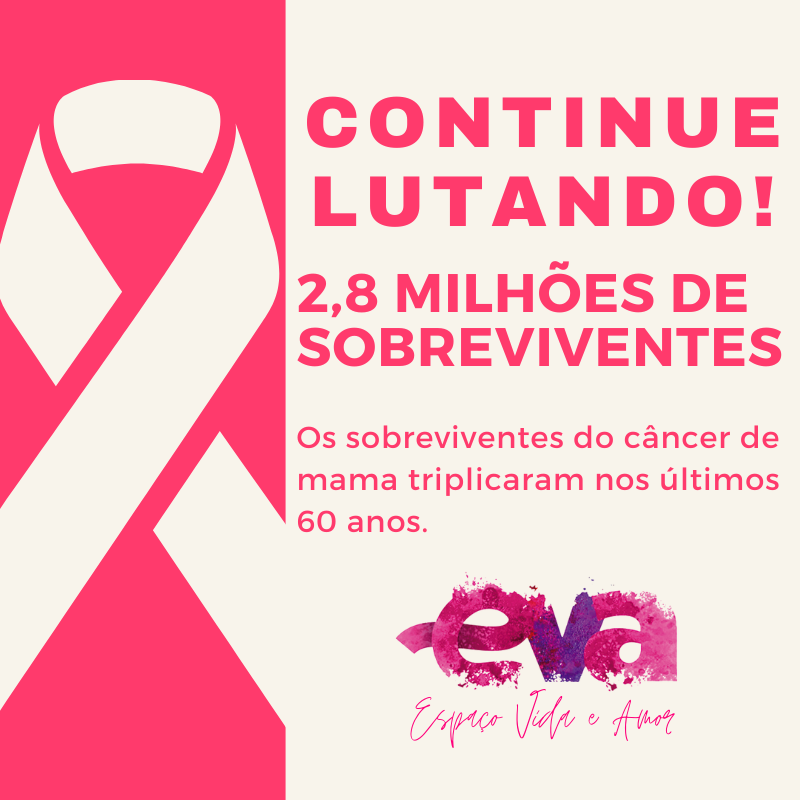 CONTINUE
LUTANDO!
2,8 MILHÕES DE
SOBREVIVENTES
Os sobreviventes do câncer de
mama triplicaram nos últimos
60 anos.
eva
Espaço Vida e Amor